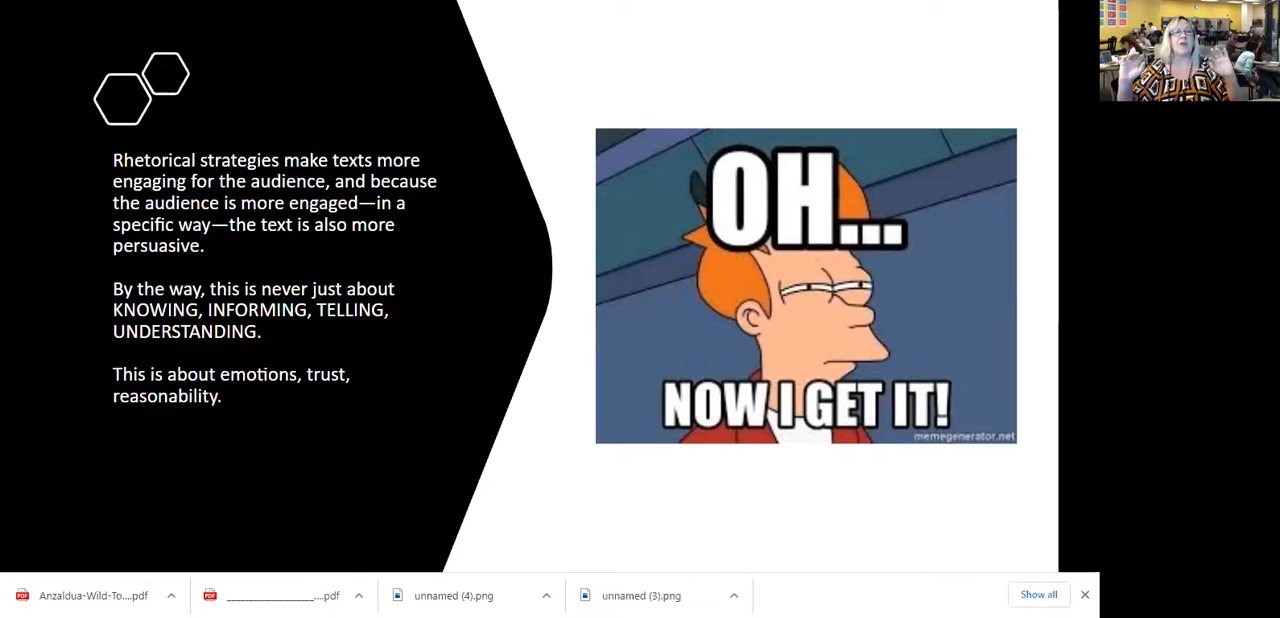 Rhetorical strategies make texts more
engaging for the audience, and because
the audience is more engaged—in a
specific way—the text is also more
persuasive.
By the way, this is never just about
KNOWING, INFORMING, TELLING,
UNDERSTANDING.
This is about emotions, trust,
reasonability.
OH...
NOW I GET IT!
memegenerator.net
Anzaldua-Wild-To....pdf
____________________....pdf
unnamed (4).png
unnamed (3).png
Show all